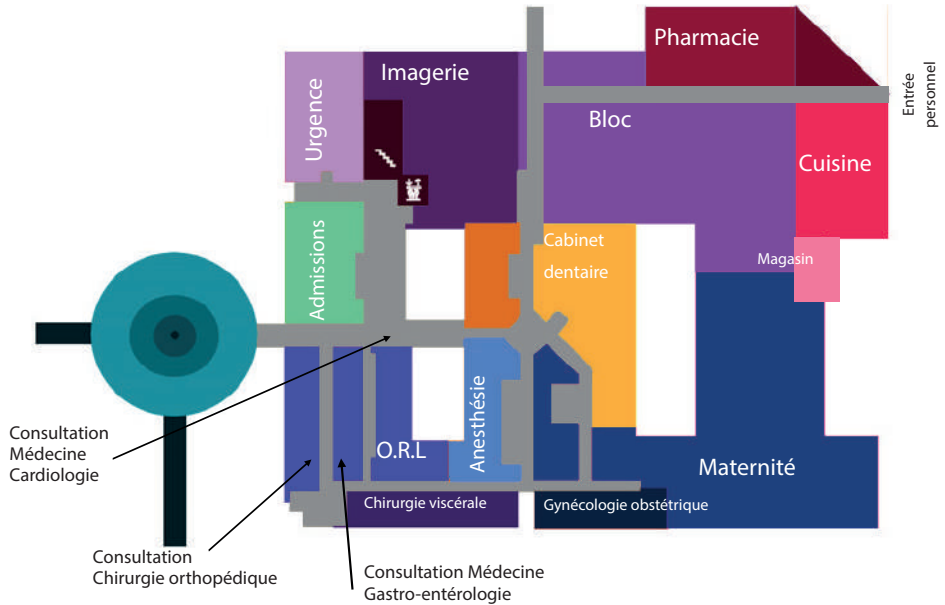 Pharmacie
Entrée
personnel
Imagerie
Urgence
Bloc
Cuisine
Admissions
Cabinet
dentaire
Magasin
Consultation
Médecine
Cardiologie
O.R.L
Anesthésie
Maternité
Chirurgie viscérale
Gynécologie obstétrique
Consultation
Chirurgie orthopédique
Consultation Médecine
Gastro-entérologie